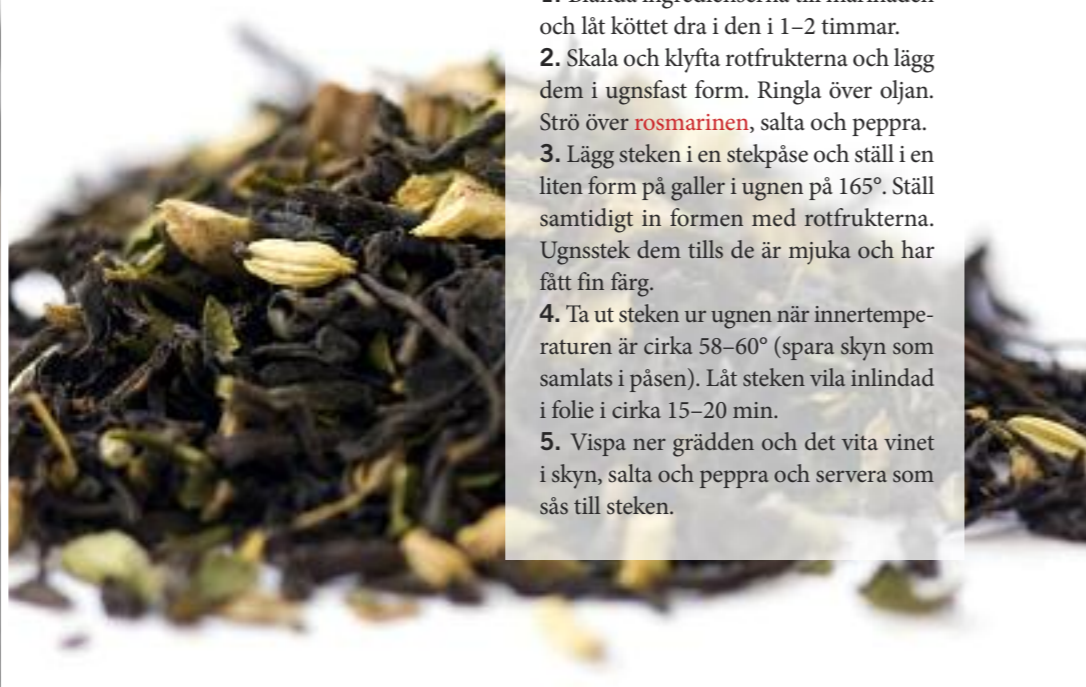 1. Blanda ingredienserna till marinaden
och låt köttet dra i den i 1–2 timmar.
2. Skala och klyfta rotfrukterna och lägg
dem i ugnsfast form. Ringla över oljan.
Strö över rosmarinen, salta och peppra.
3. Lägg steken i en stekpåse och ställ i en
liten form på galler i ugnen på 165°. Ställ
samtidigt in formen med rotfrukterna.
Ugnsstek dem tills de är mjuka och har
fått fin färg.
4. Ta ut steken ur ugnen när innertempe-
raturen är cirka 58–60° (spara skyn som
samlats i påsen). Låt steken vila inlindad
i folie i cirka 15–20 min.
5. Vispa ner grädden och det vita vinet
i skyn, salta och peppra och servera som
sås till steken.